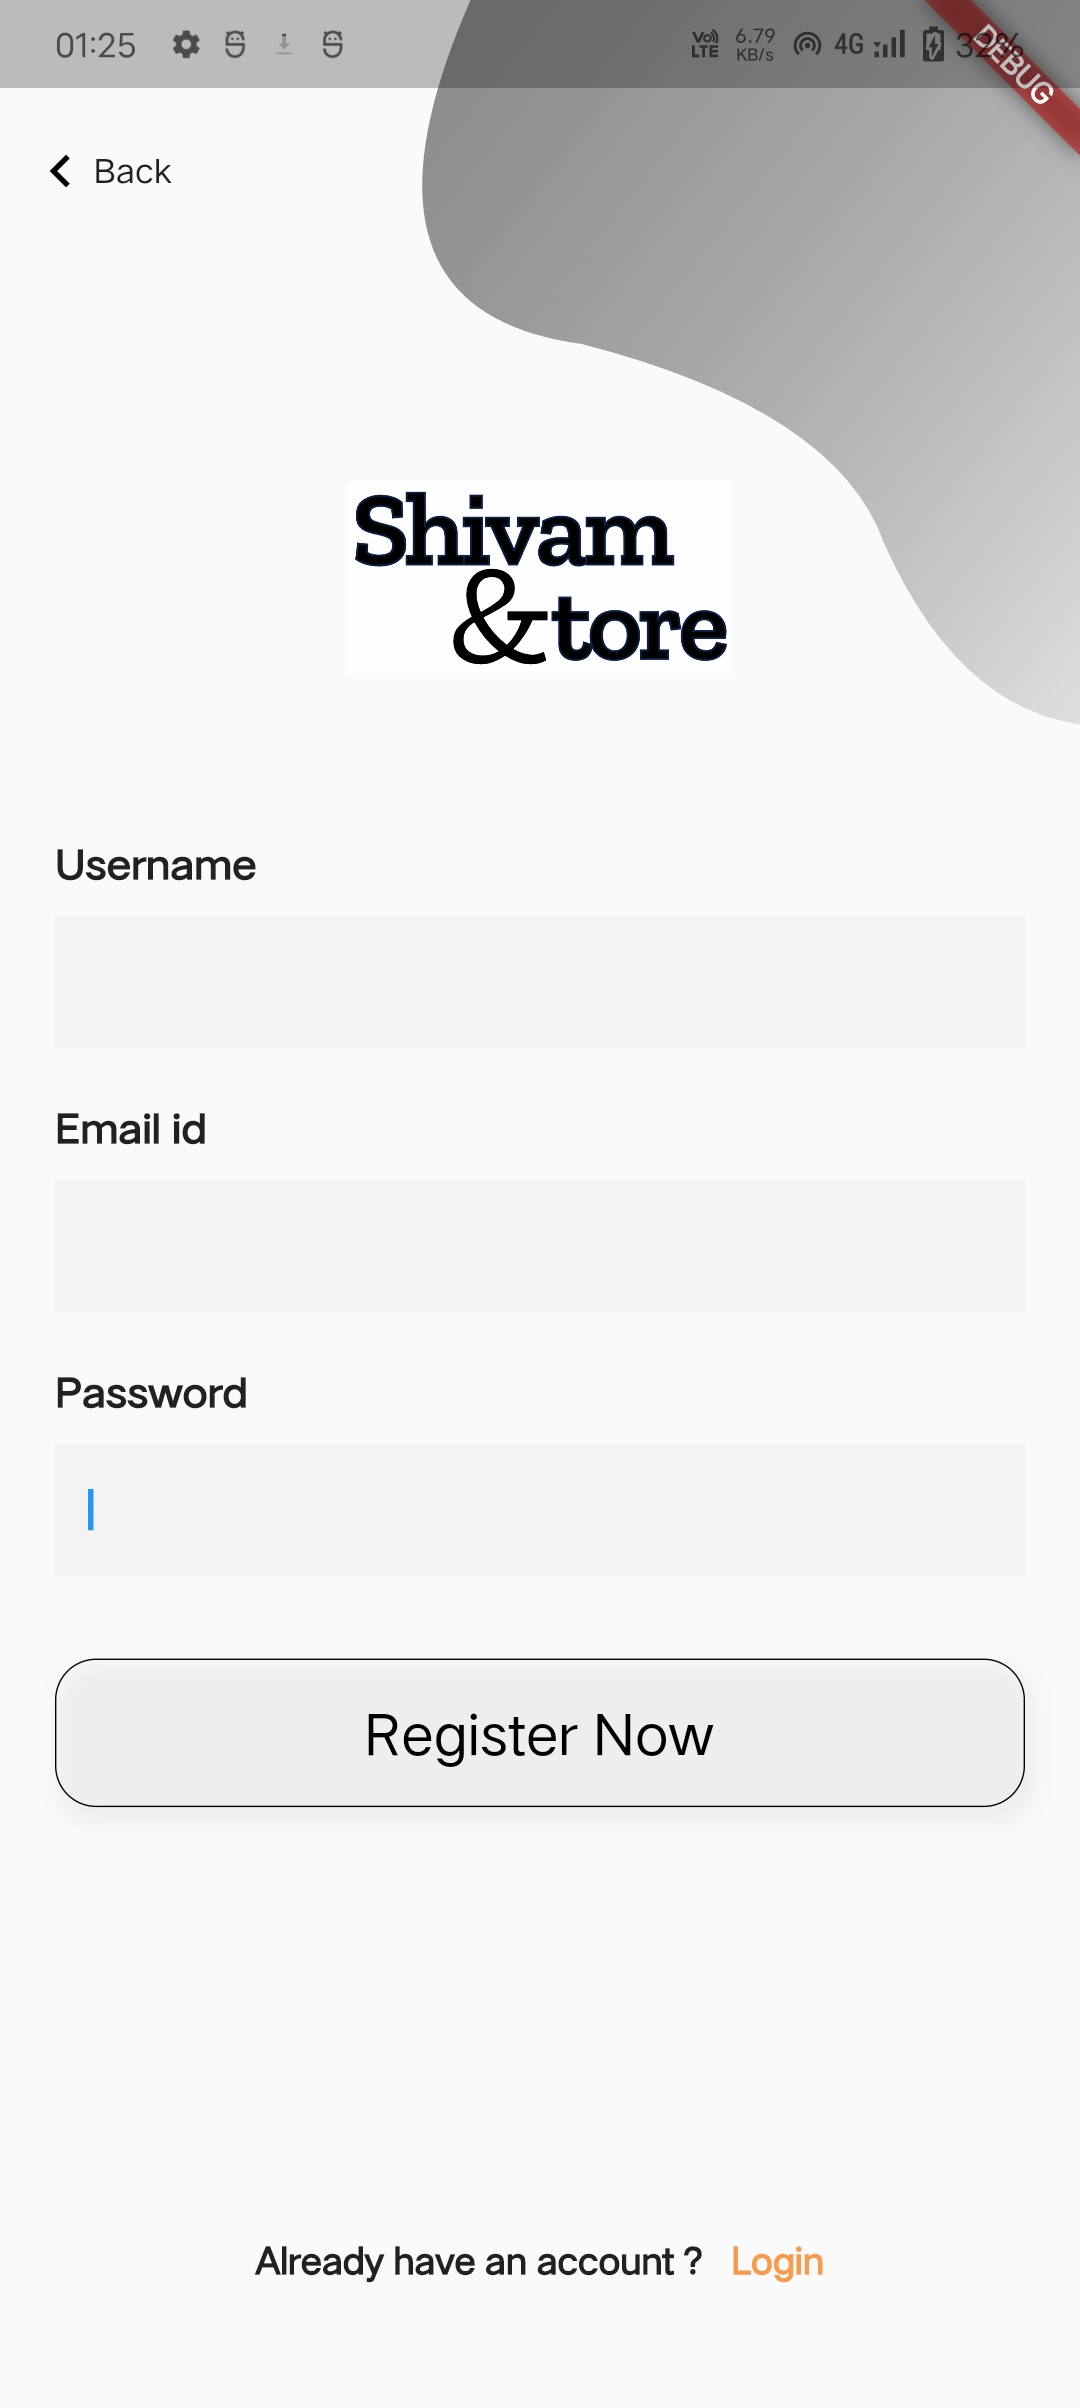 01:25 Vo) LTE 6.79 KB/s 4G 32%
DEBUG
Back
Shivam
&tore
Username
Email id
Password
Register Now
Already have an account ? Login